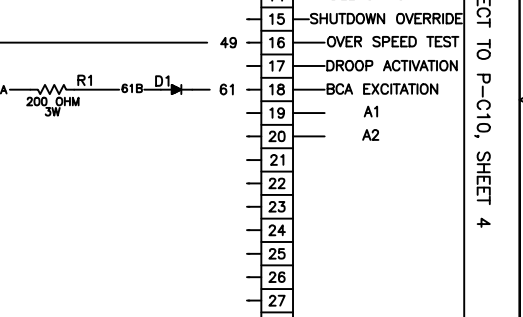 15 SHUTDOWN OVERRIDE
49 16 OVER SPEED TEST
17 DROOP ACTIVATION
A R1 61B D1 61 18 BCA EXCITATION
200 OHM
3W
19 A1
20 A2
21
22
23
24
25
26
27
ECT TO P-C10, SHEET 4